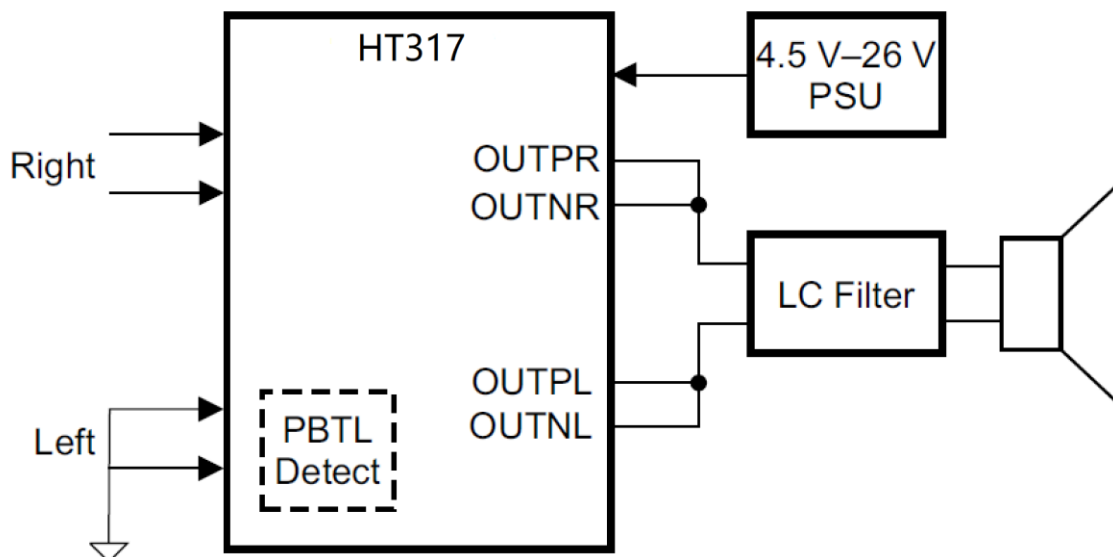 HT317
4.5 V–26 V
PSU
Right
OUTPR
OUTNR
LC Filter
OUTPL
OUTNL
Left
PBTL
Detect